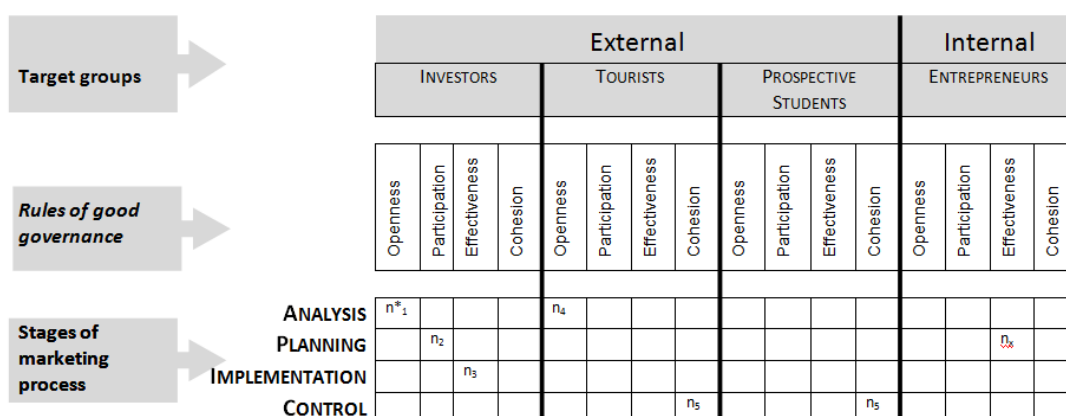 External
Internal
Target groups
INVESTORS
TOURISTS
PROSPECTIVE
STUDENTS
ENTREPRENEURS
Rules of good
governance
Openness Participation Effectiveness Cohesion Openness Participation Effectiveness Cohesion Openness Participation Effectiveness Cohesion Openness Participation Effectiveness Cohesion
Stages of
marketing
process
ANALYSIS n*1 n4
PLANNING n2 nx
IMPLEMENTATION n3
CONTROL n5 n5